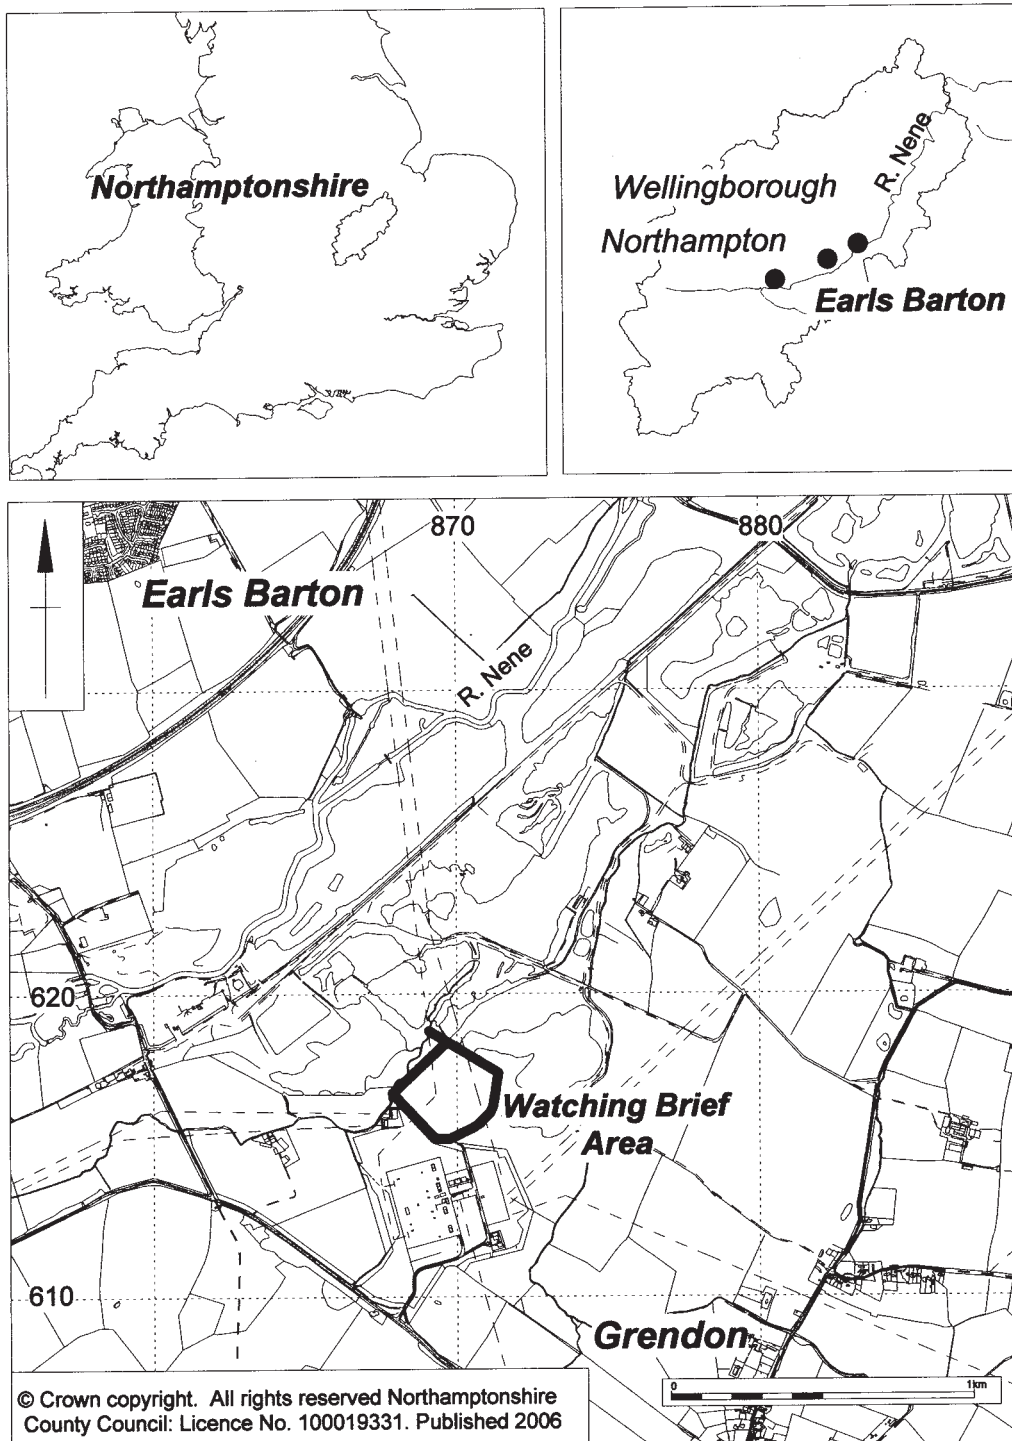 Northamptonshire
R. Nene
Wellingborough
Northampton
Earls Barton
870
880
Earls Barton
R. Nene
620
Watching Brief
Area
610
Grendon
0
1km
© Crown copyright. All rights reserved Northamptonshire
County Council: Licence No. 100019331. Published 2006